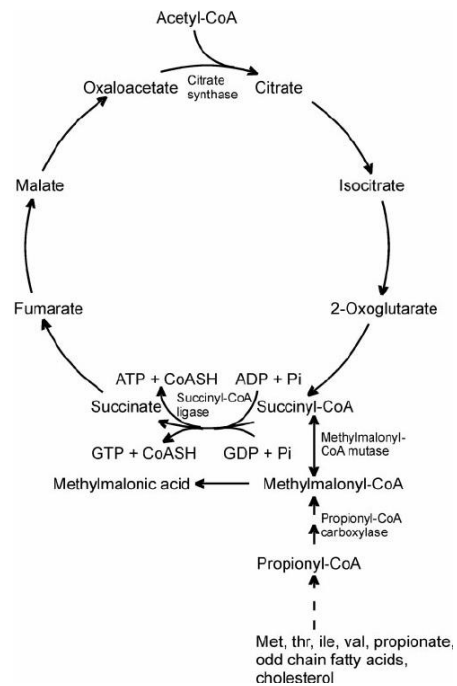 Acetyl-CoA
Oxaloacetate
Citrate
synthase
Citrate
Malate
Isocitrate
Fumarate
2-Oxoglutarate
ATP + CoASH
ADP + Pi
Succinate
Succinyl-CoA
ligase
Succinyl-CoA
GTP + CoASH
GDP + Pi
Methylmalonyl-
CoA mutase
Methylmalonic acid
Methylmalonyl-CoA
Propionyl-CoA
carboxylase
Propionyl-CoA
Met, thr, ile, val, propionate,
odd chain fatty acids,
cholesterol